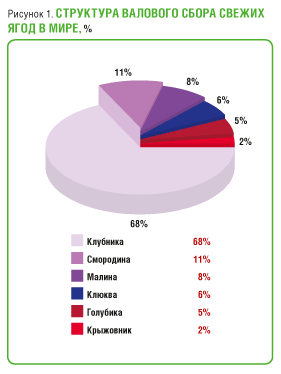 Рисунок 1. СТРУКТУРА ВАЛОВОГО СБОРА СВЕЖИХ
ЯГОД В МИРЕ, %
11%
8%
6%
5%
2%
68%
Клубника 68%
Смородина 11%
Малина 8%
Клюква 6%
Голубика 5%
Крыжовник 2%